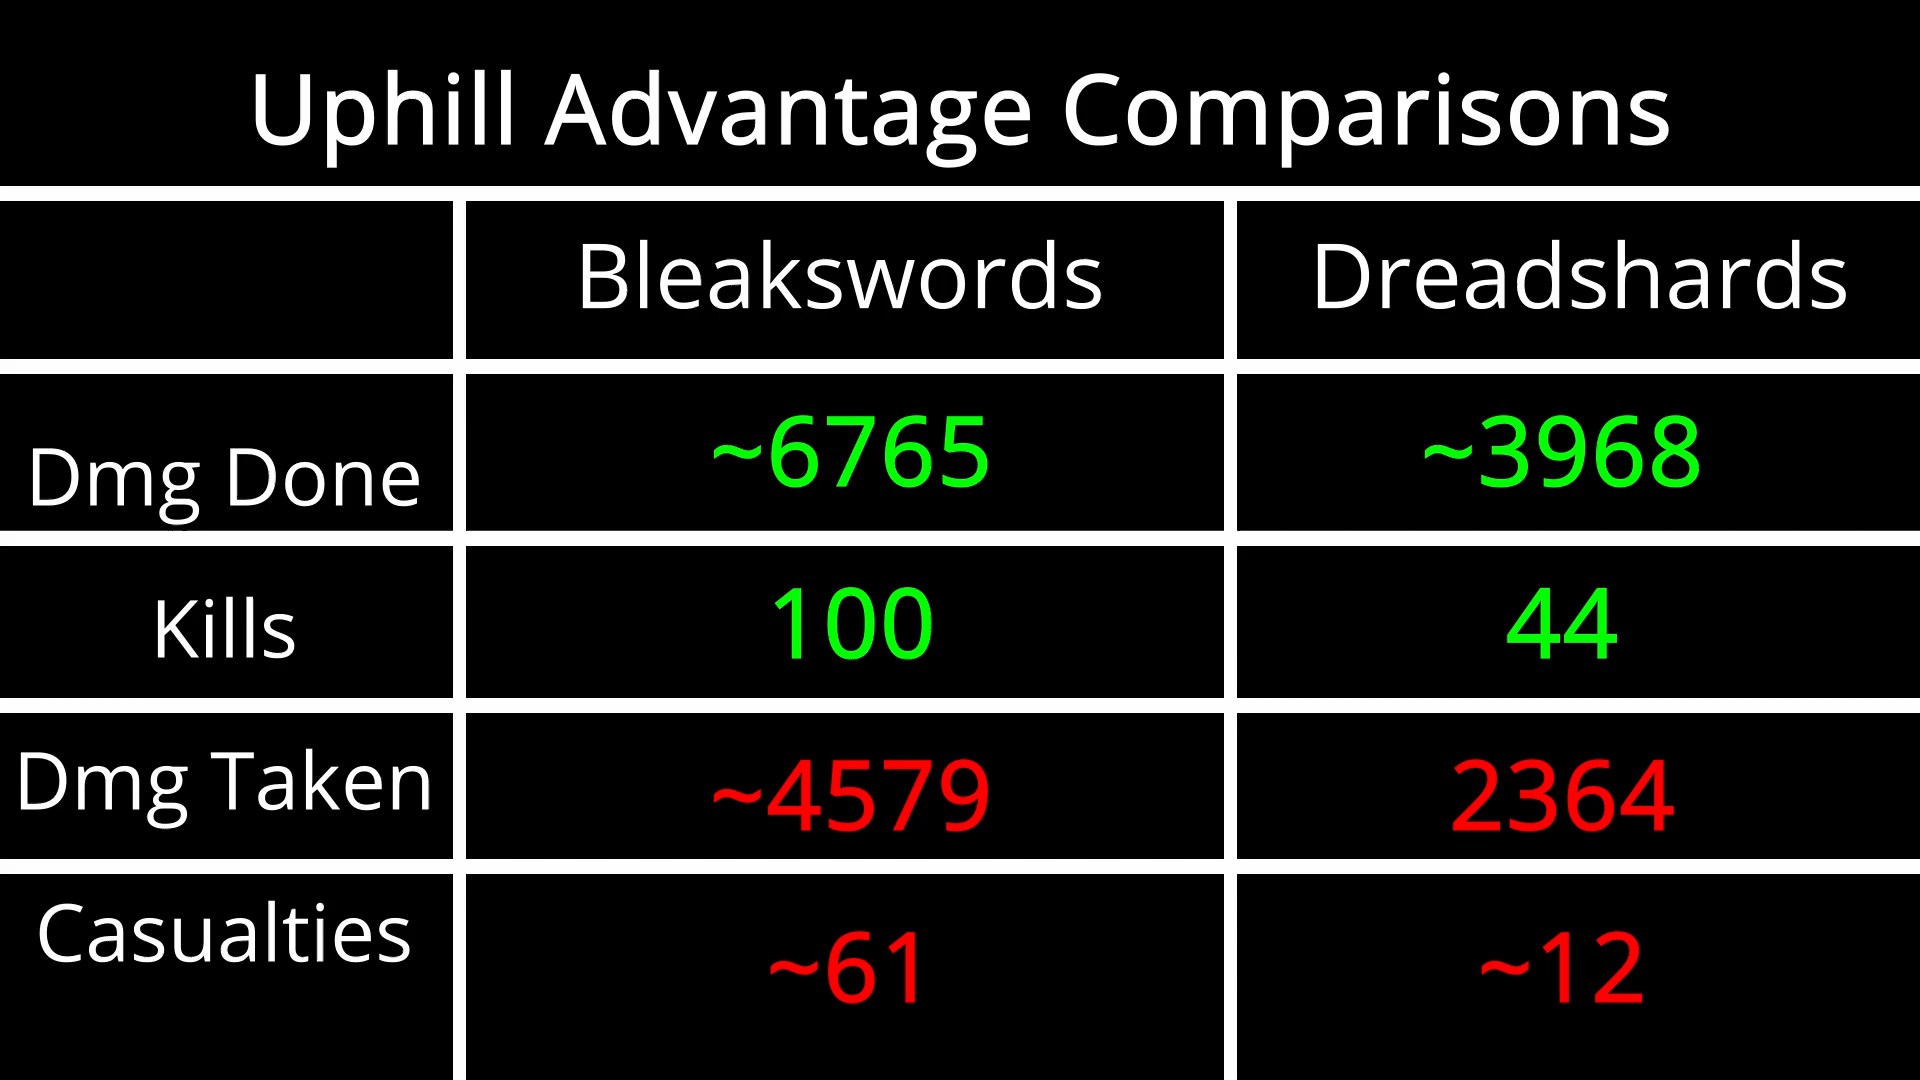 Uphill Advantage Comparisons
Bleakswords Dreadshards
Dmg Done ~6765 ~3968
Kills 100 44
Dmg Taken ~4579 2364
Casualties ~61 ~12